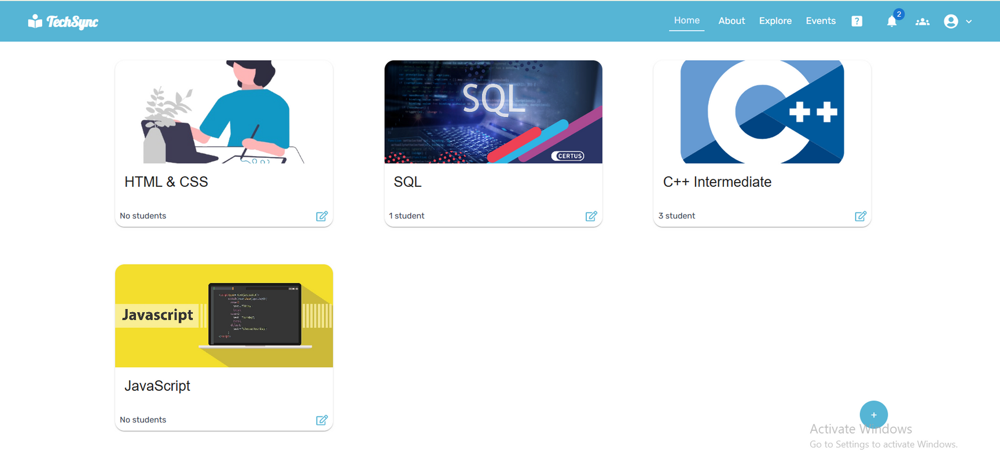 TechSync
Home About Explore Events ? 2
SQL
CERTUS
HTML & CSS
SQL
C++ Intermediate
No students
1 student
3 student
Javascript
JavaScript
No students
+
Activate Windows
Go to Settings to activate Windows.